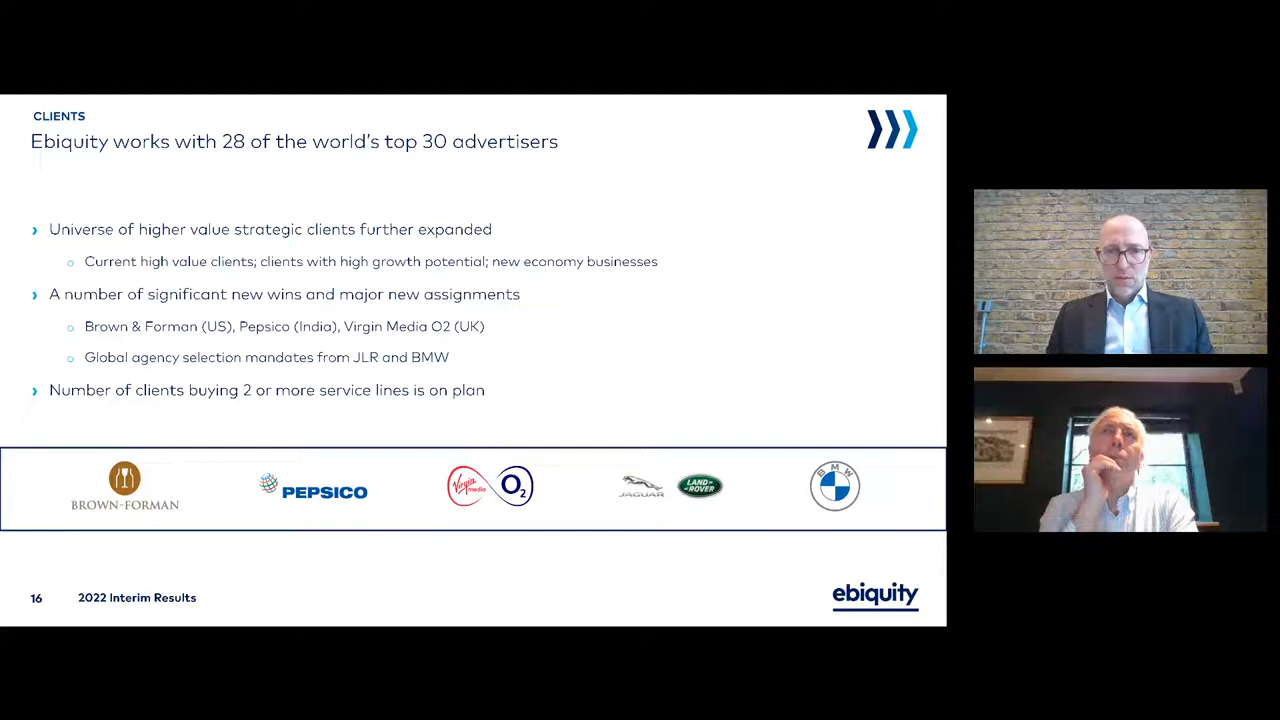 CLIENTS
Ebiquity works with 28 of the world's top 30 advertisers
Universe of higher value strategic clients further expanded
Current high value clients; clients with high growth potential; new economy businesses
A number of significant new wins and major new assignments
Brown & Forman (US), Pepsico (India), Virgin Media O2 (UK)
Global agency selection mandates from JLR and BMW
Number of clients buying 2 or more service lines is on plan
BROWN-FORMAN
PEPSICO
Virgin media O2
JAGUAR
LAND ROVER
BMW
16 2022 Interim Results
ebiquity